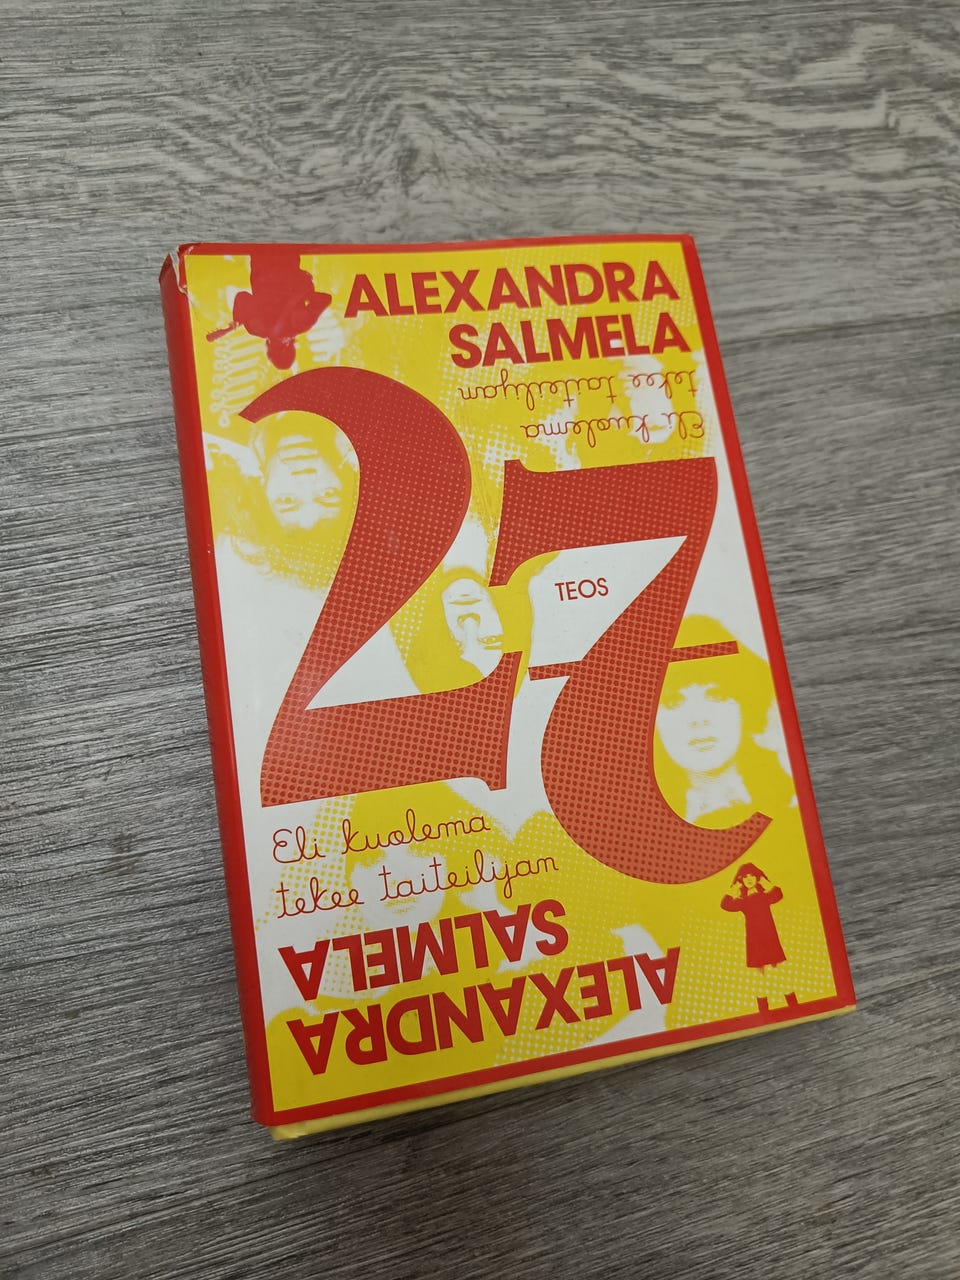 ALEXANDRA
SALMELA
Eli kuolema
tekee taiteilijan
27
TEOS
Eli kuolema
tekee taiteilijan
ALEXANDRA
SALMELA